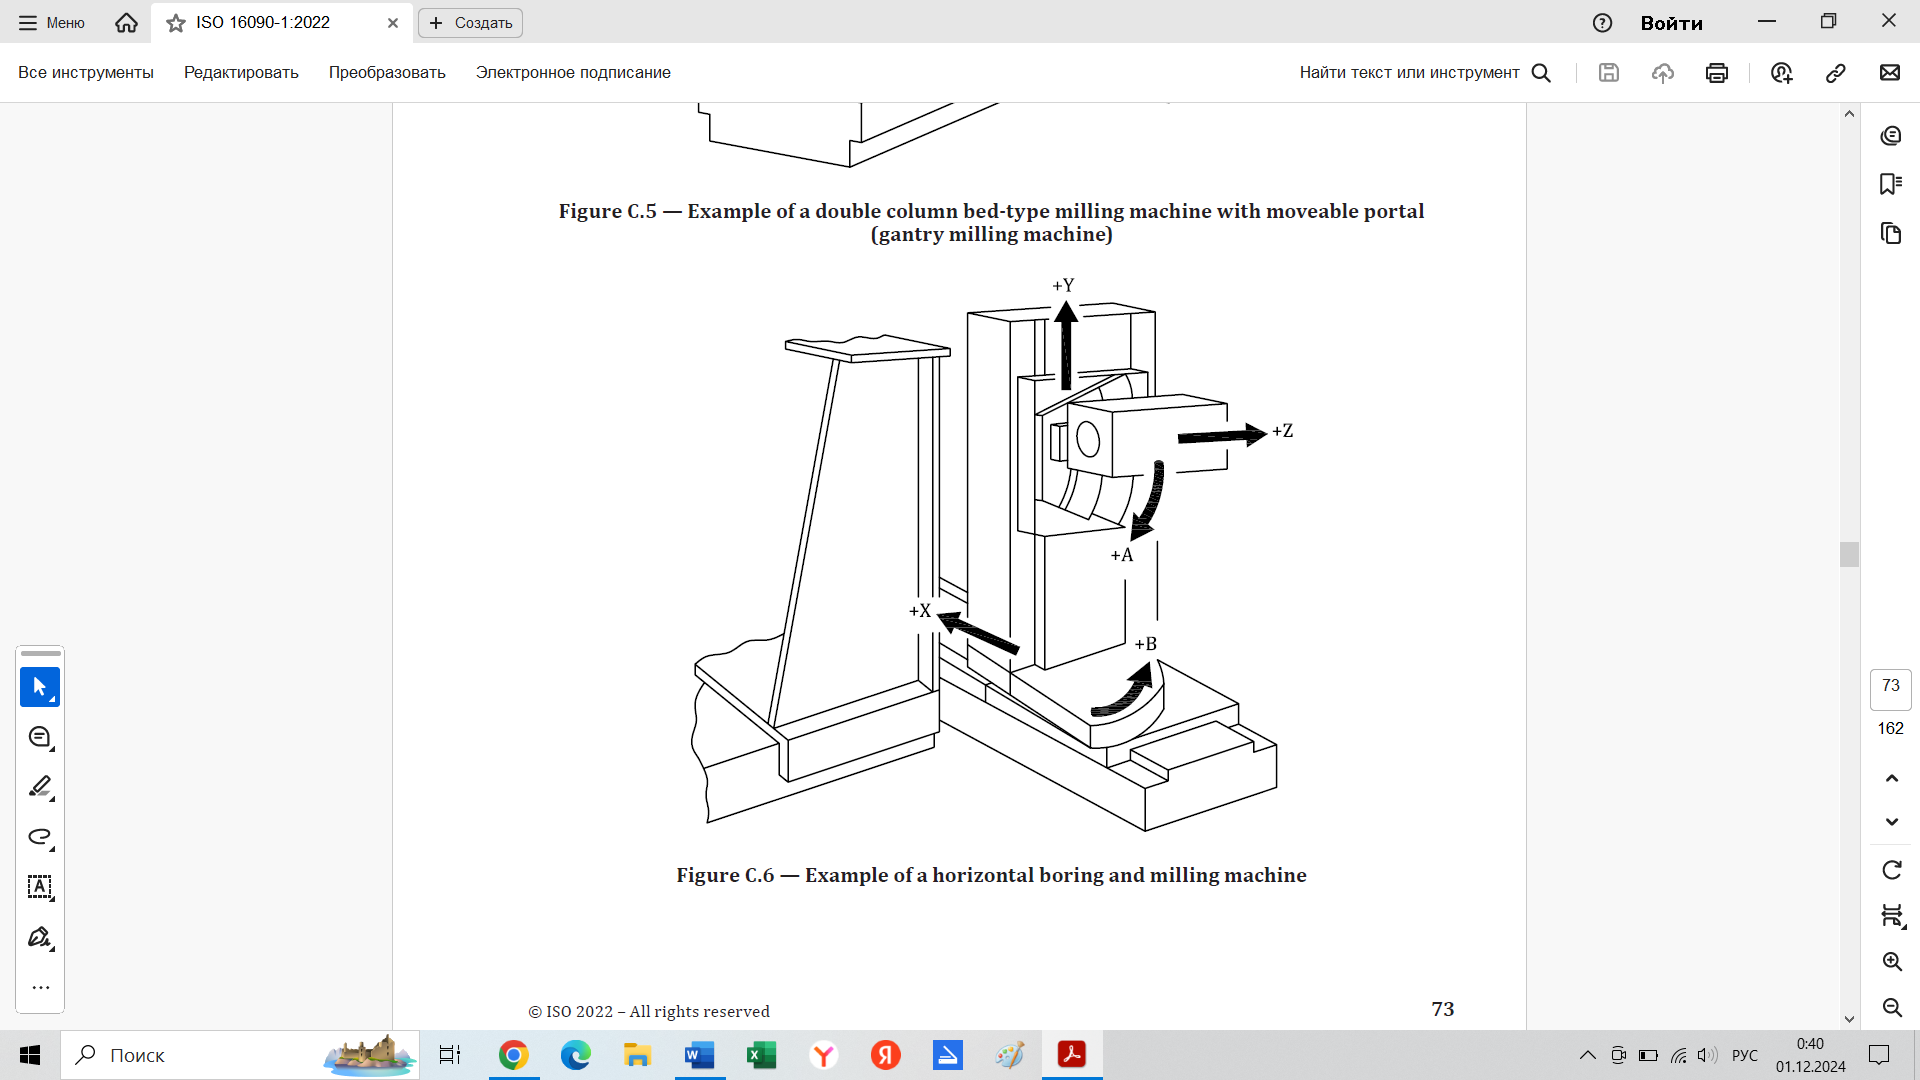 Меню
ISO 16090-1:2022
Создать
Войти
Все инструменты
Редактировать
Преобразовать
Электронное подписание
Найти текст или инструмент
Figure C.5 — Example of a double column bed-type milling machine with moveable portal
(gantry milling machine)
+Y
+Z
+A
+X
+B
Figure C.6 — Example of a horizontal boring and milling machine
© ISO 2022 – All rights reserved
73
73
162
Поиск
РУС
0:40
01.12.2024